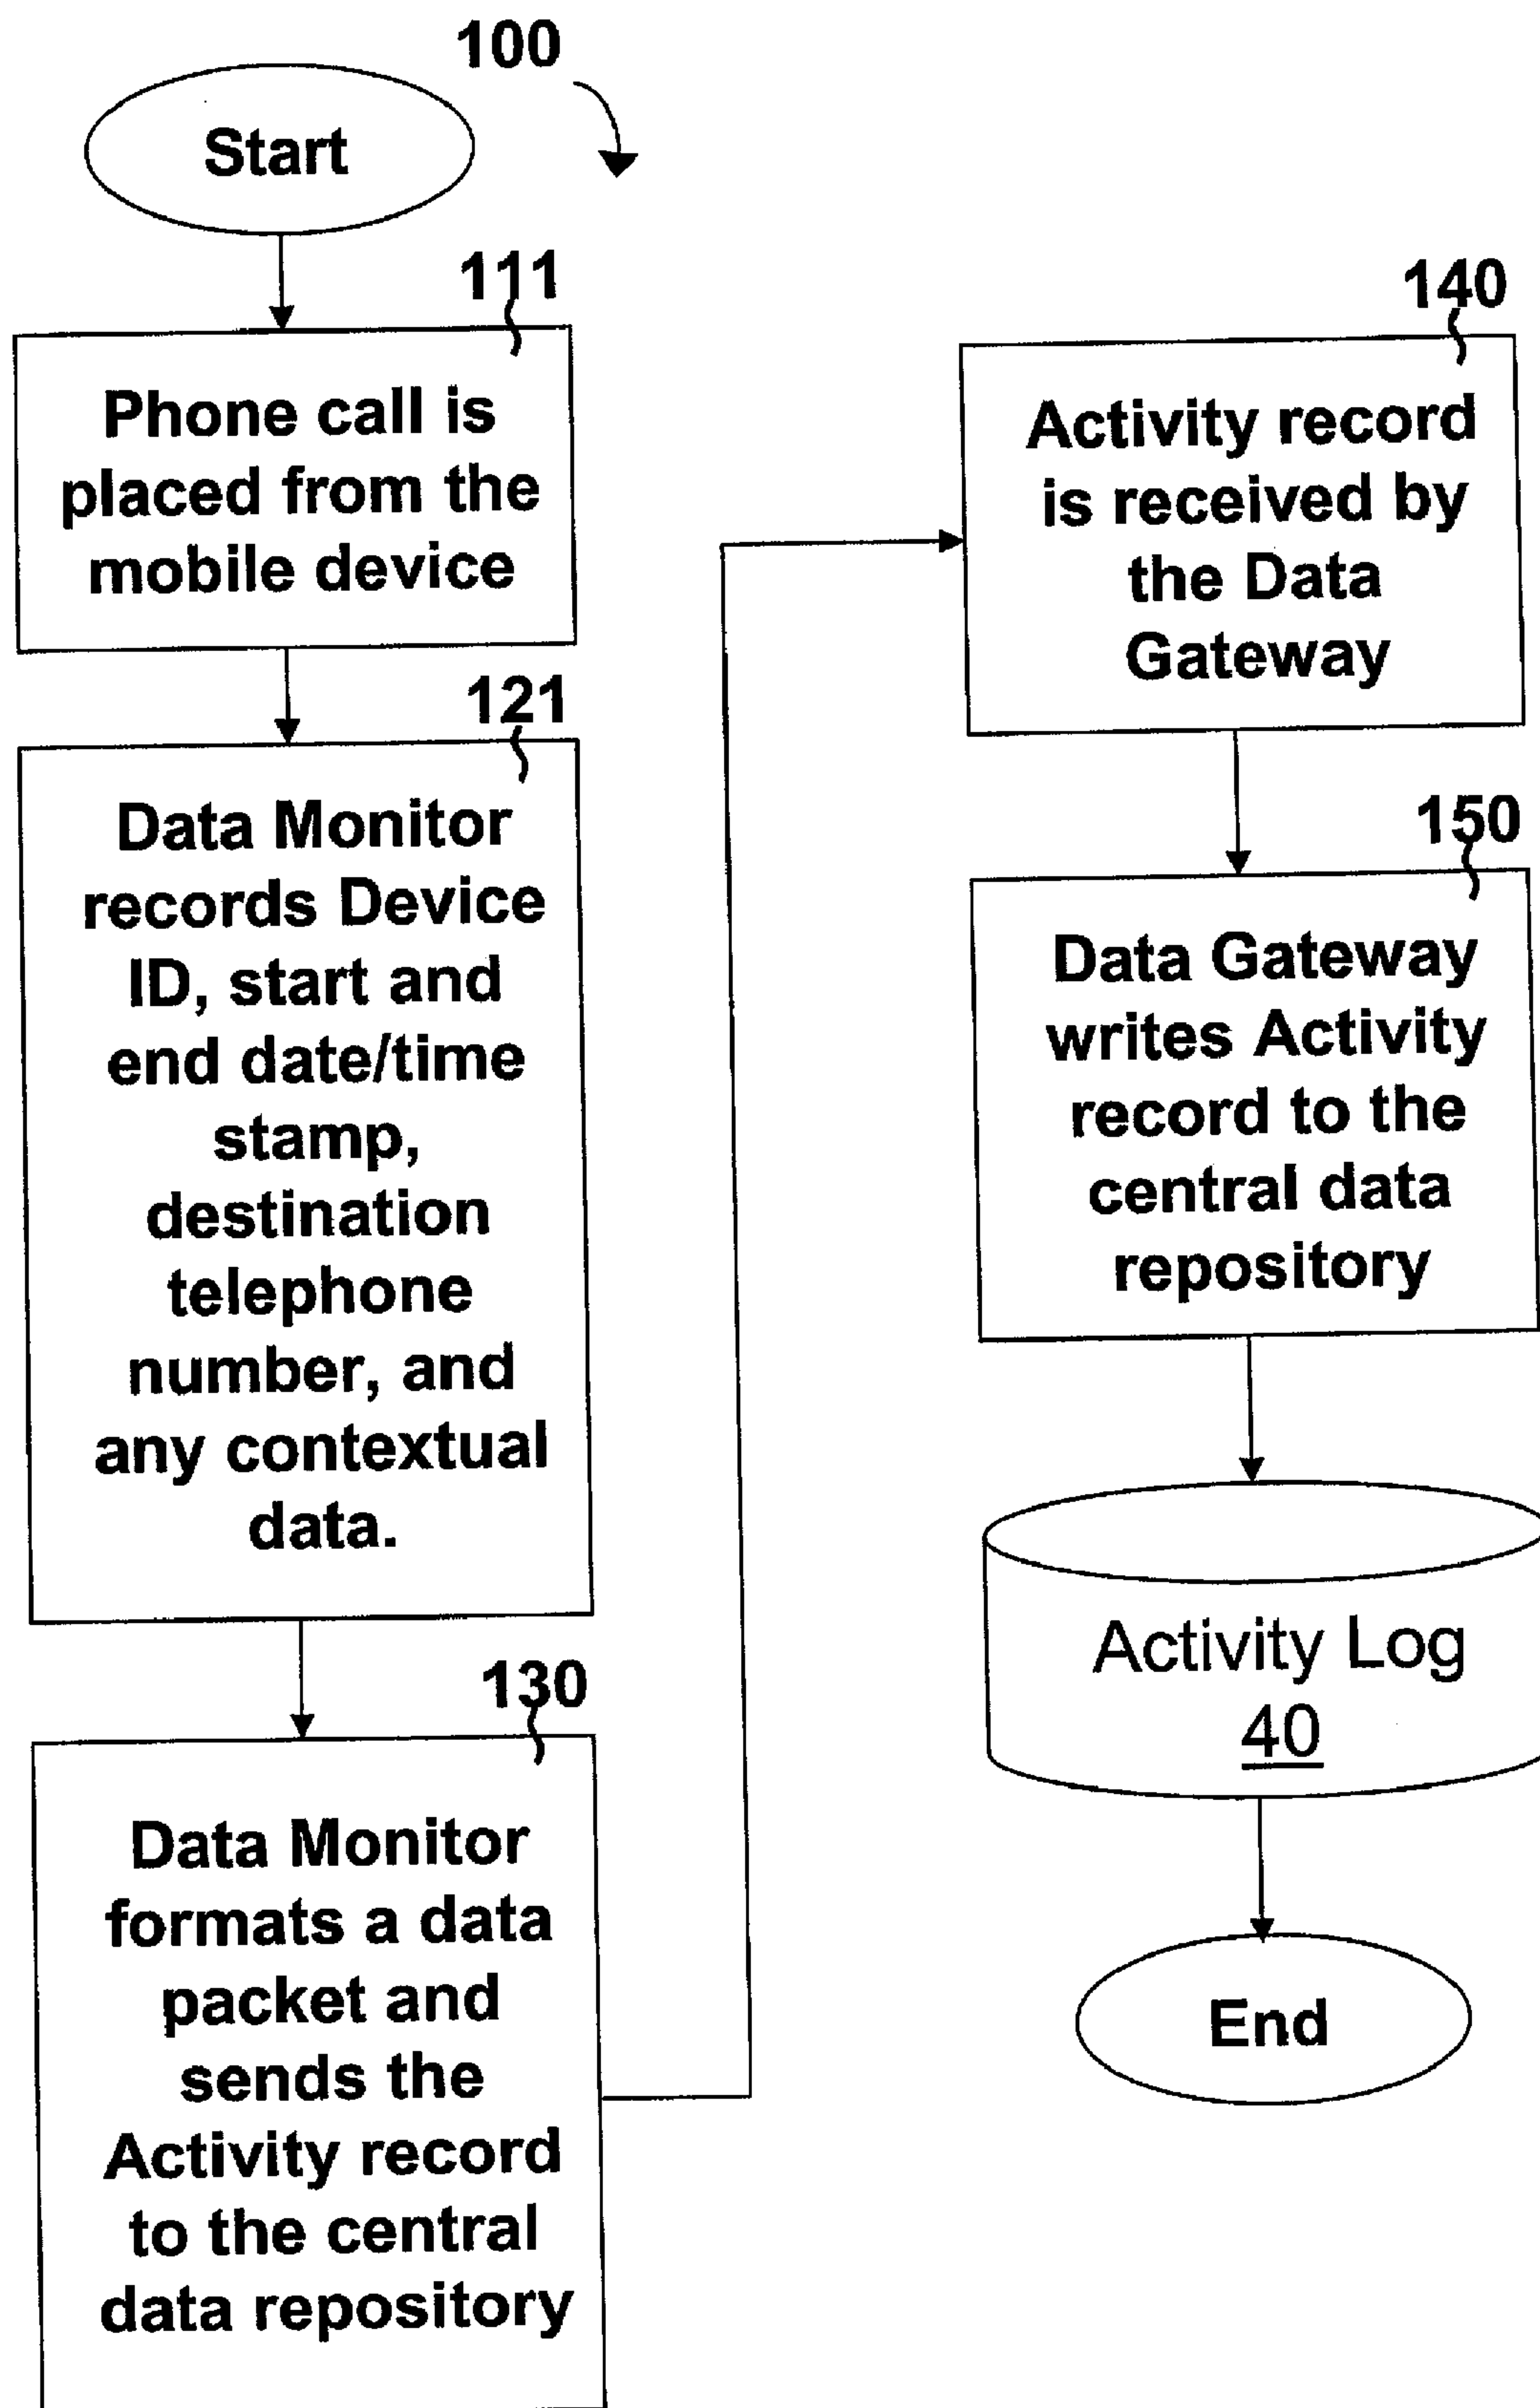 100
Start
111
Phone call is
placed from the
mobile device
121
Data Monitor
records Device
ID, start and
end date/time
stamp,
destination
telephone
number, and
any contextual
data.
130
Data Monitor
formats a data
packet and
sends the
Activity record
to the central
data repository
140
Activity record
is received by
the Data
Gateway
150
Data Gateway
writes Activity
record to the
central data
repository
Activity Log
40
End